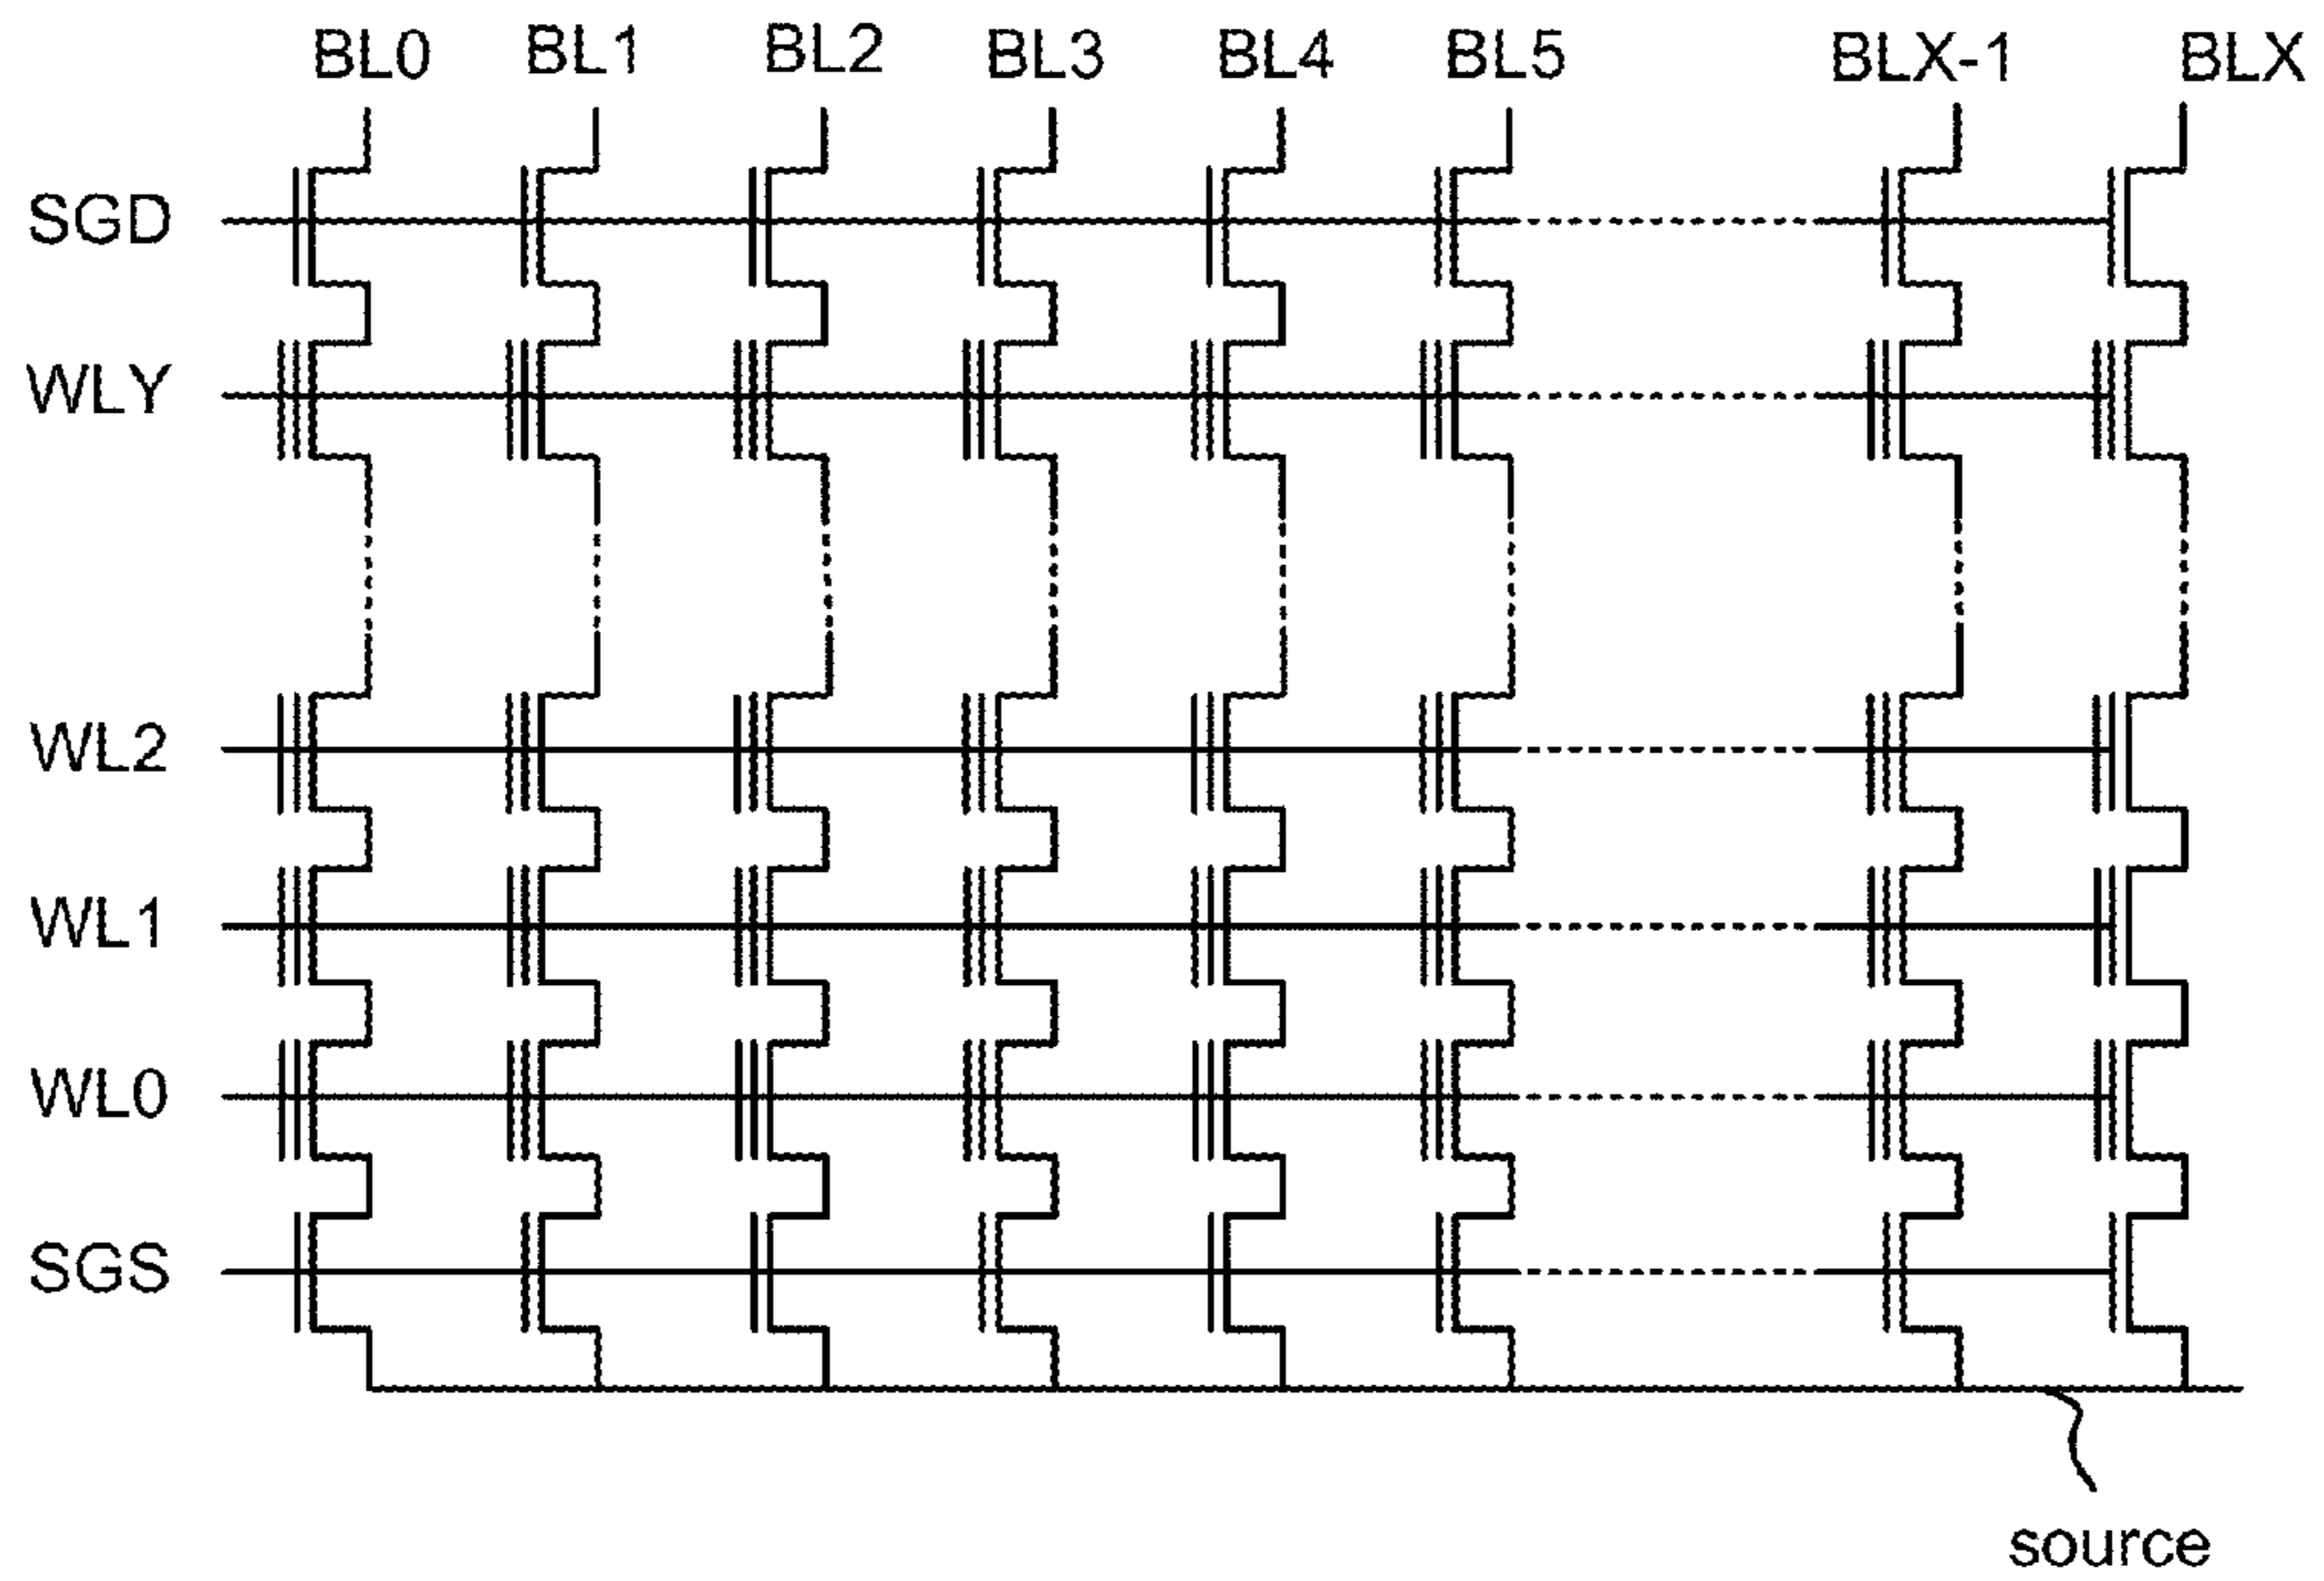 BL0 BL1 BL2 BL3 BL4 BL5 BLX-1 BLX
SGD
WLY
WL2
WL1
WL0
SGS
source